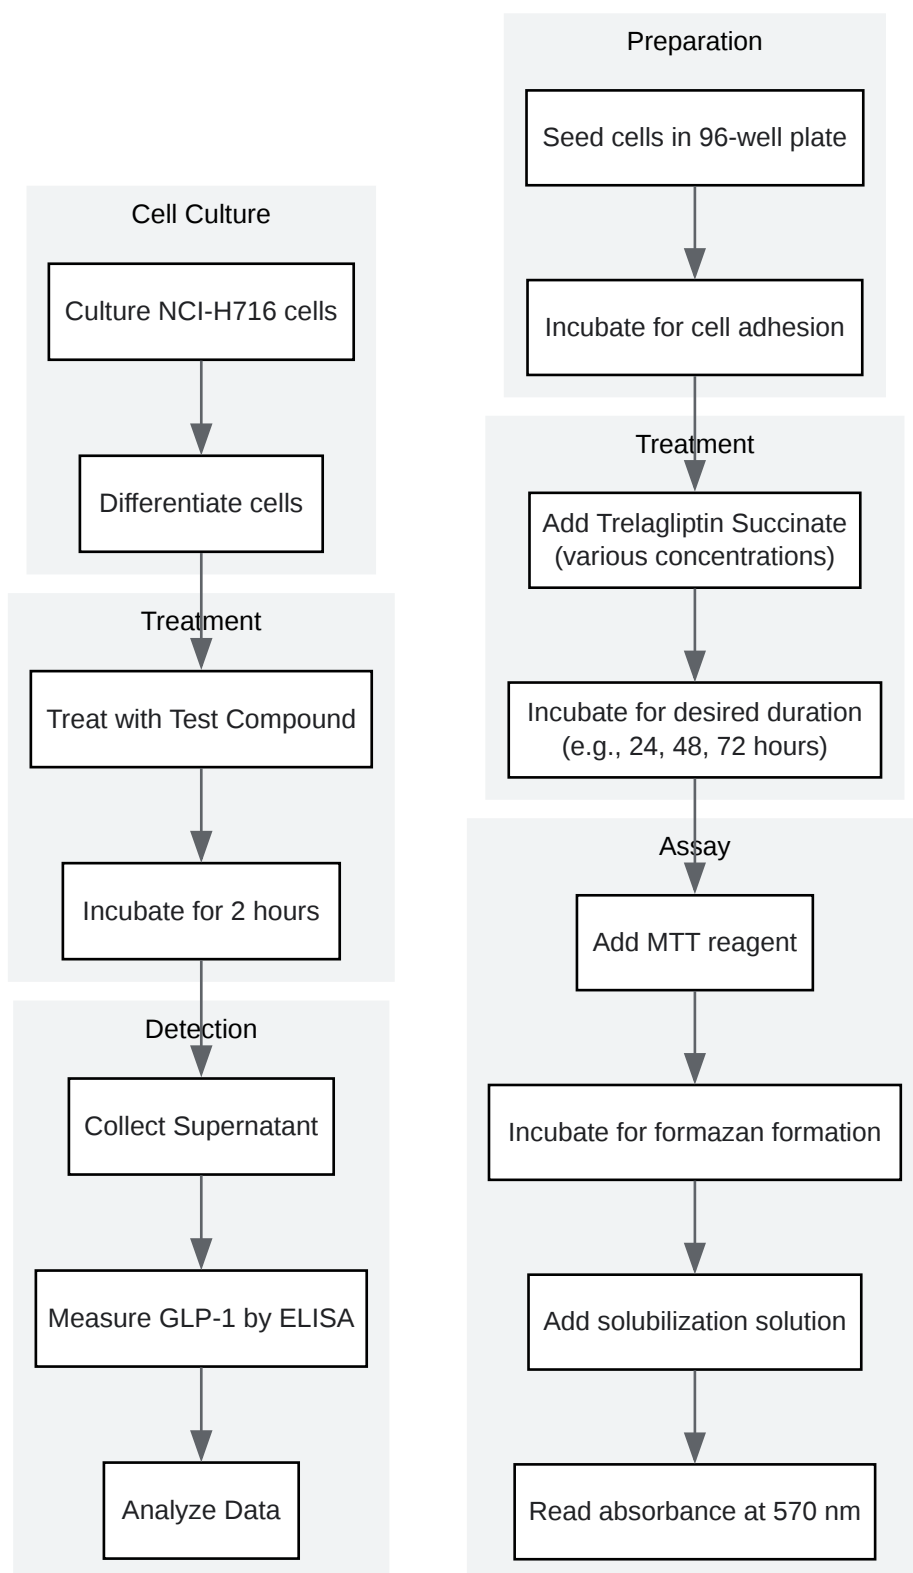 Cell Culture
Culture NCI-H716 cells
Differentiate cells
Treatment
Treat with Test Compound
Incubate for 2 hours
Detection
Collect Supernatant
Measure GLP-1 by ELISA
Analyze Data
Preparation
Seed cells in 96-well plate
Incubate for cell adhesion
Treatment
Add Trelagliptin Succinate
(various concentrations)
Incubate for desired duration
(e.g., 24, 48, 72 hours)
Assay
Add MTT reagent
Incubate for formazan formation
Add solubilization solution
Read absorbance at 570 nm